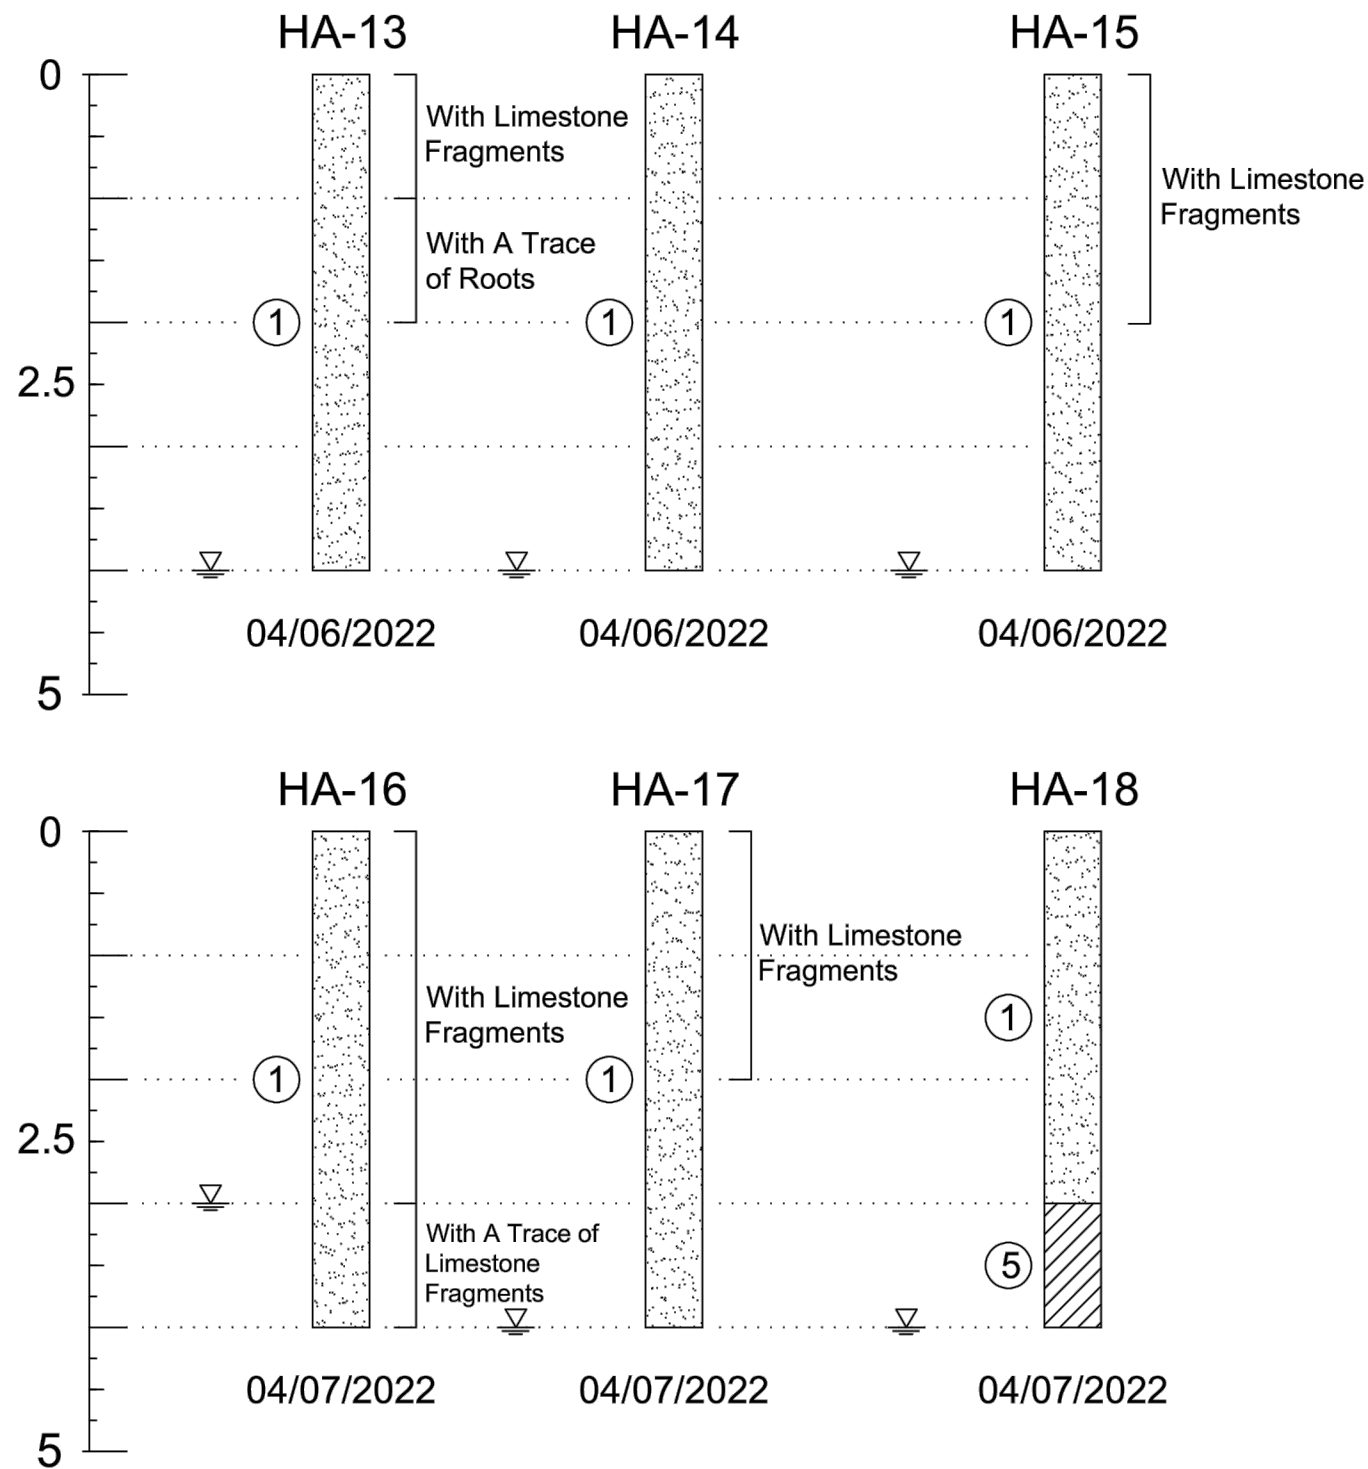 HA-13 HA-14 HA-15
0
With Limestone
Fragments
With Limestone
Fragments
With A Trace
of Roots
1 1 1
2.5
04/06/2022 04/06/2022 04/06/2022
5
HA-16 HA-17 HA-18
0
With Limestone
Fragments
With Limestone
Fragments
1
1 1
2.5
With A Trace of
Limestone
Fragments
5
04/07/2022 04/07/2022 04/07/2022
5